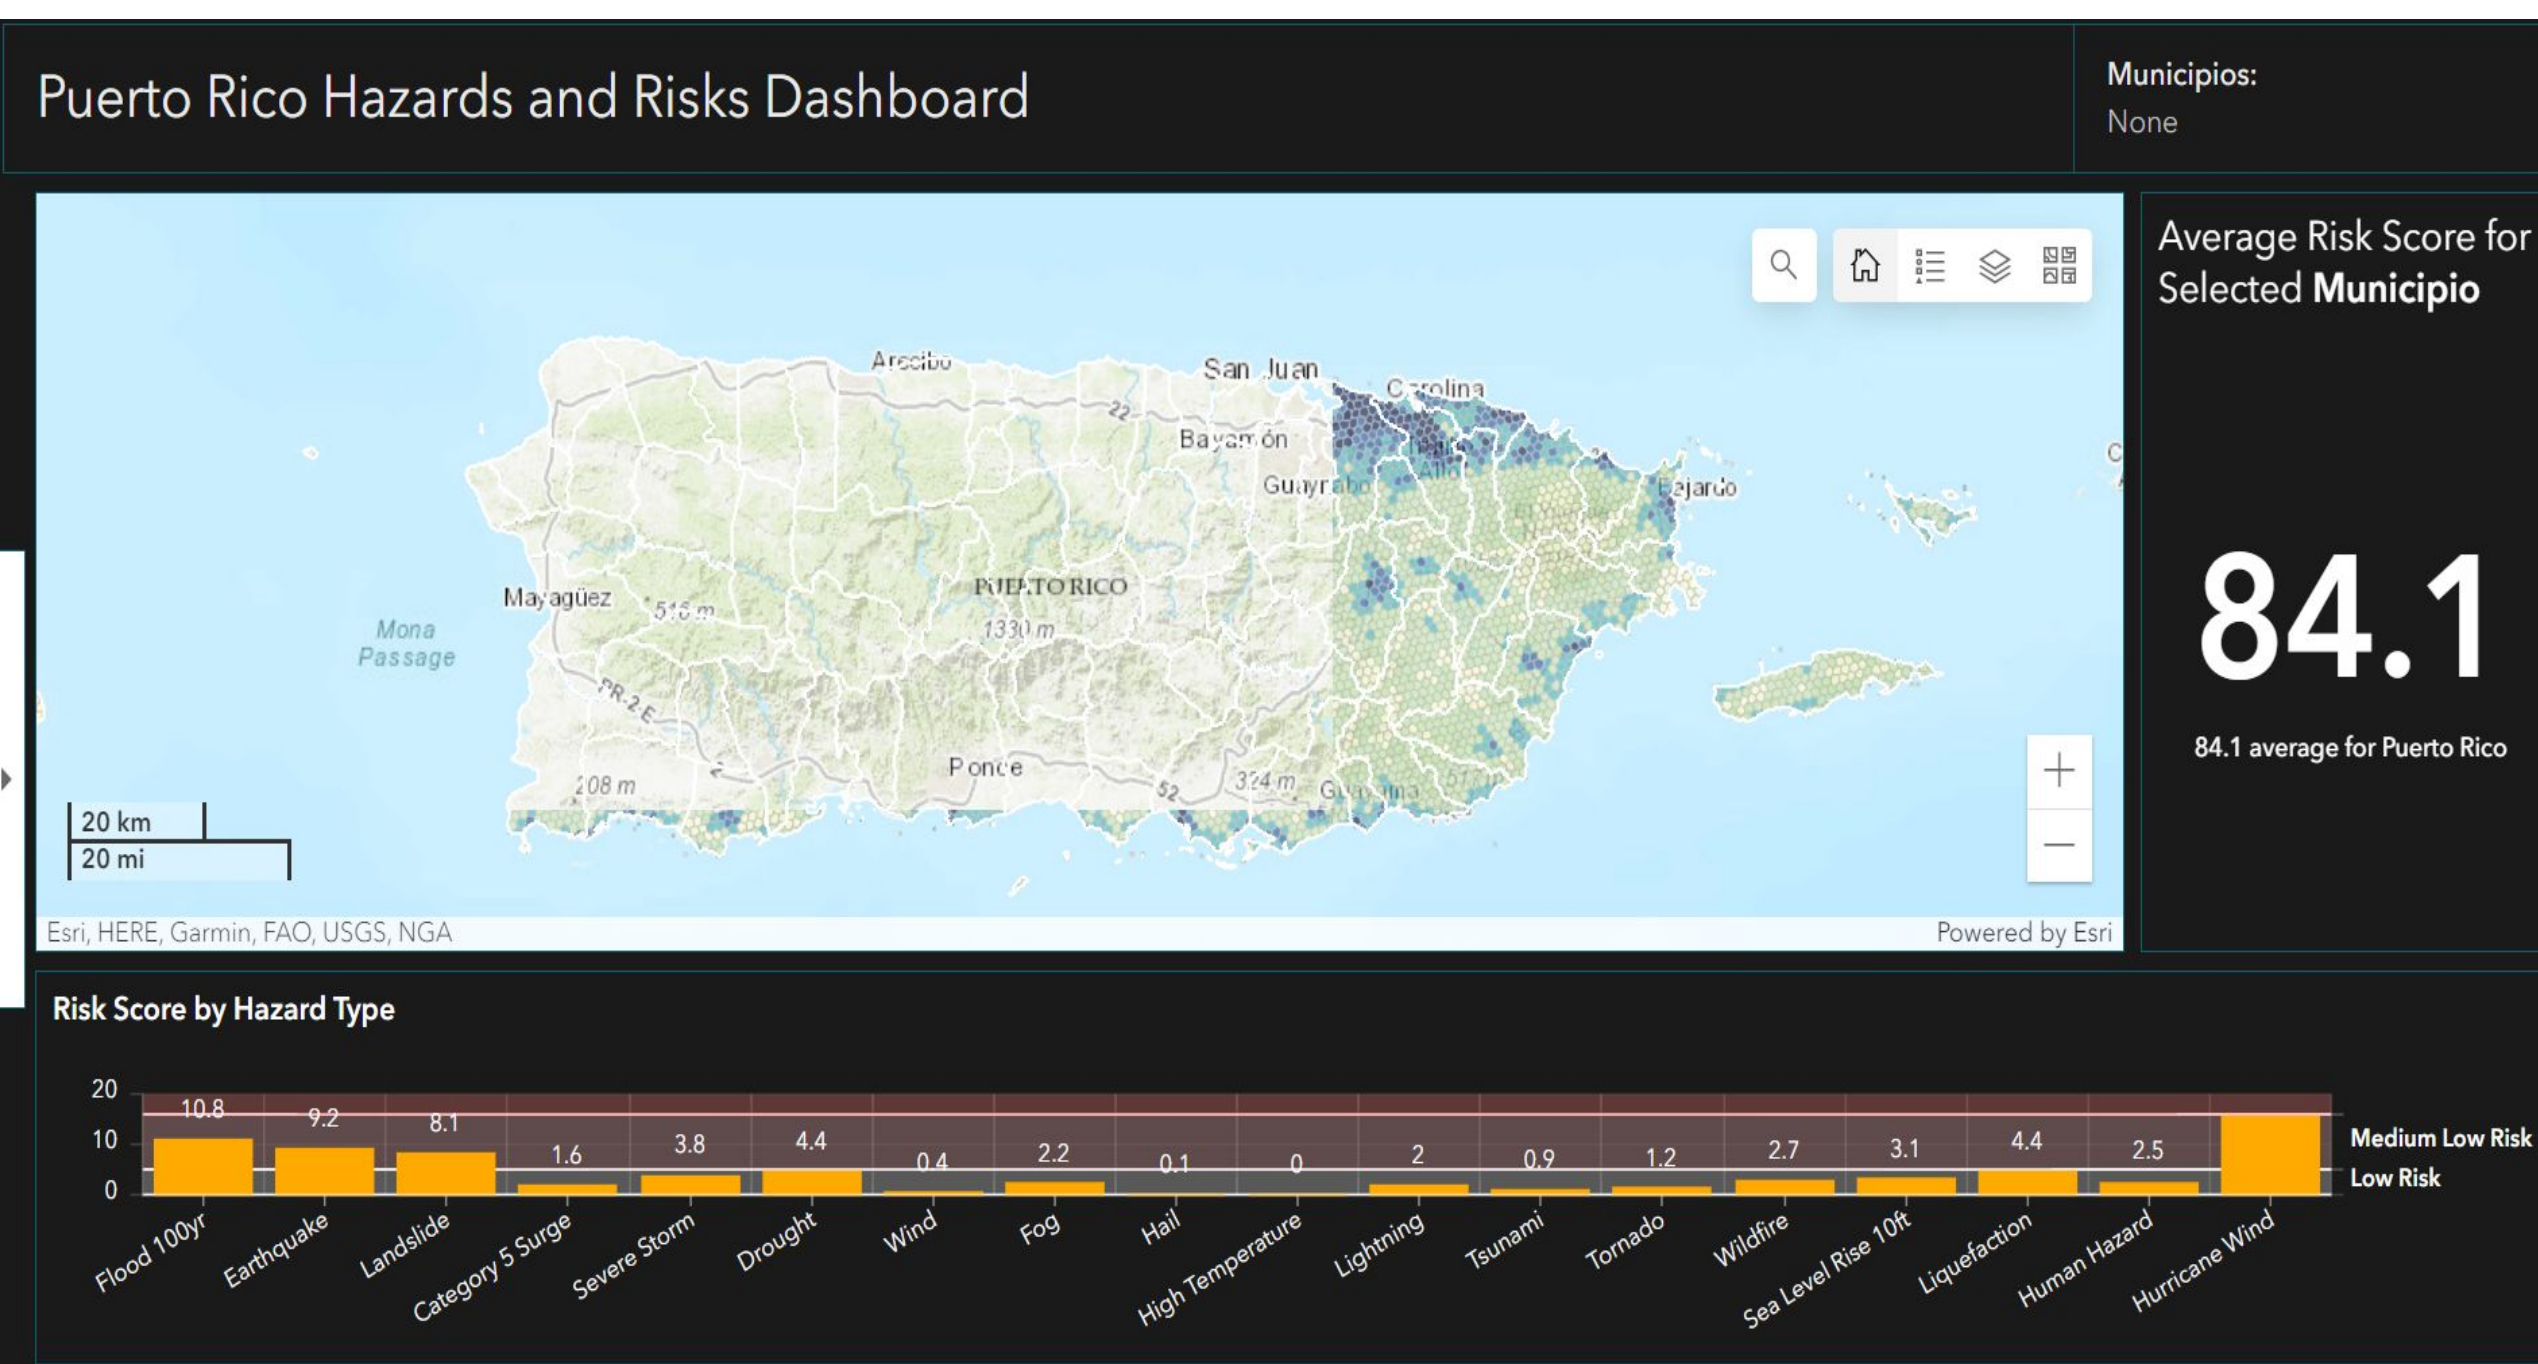 Puerto Rico Hazards and Risks Dashboard
Municipios:
None
Average Risk Score for
Selected Municipio
84.1
84.1 average for Puerto Rico
Arecibo
San Juan
Carolina
22
Bayamón
Guaynabo
Fajardo
PUERTO RICO
Mayagüez
516 m
1330 m
Mona
Passage
PR-2-E
2
Ponce
208 m
52
324 m
Guayama
20 km
20 mi
Esri, HERE, Garmin, FAO, USGS, NGA
Powered by Esri
Risk Score by Hazard Type
20
10
0
10.8
9.2
8.1
1.6
3.8
4.4
0.4
2.2
0.1
0
2
0.9
1.2
2.7
3.1
4.4
2.5
Medium Low Risk
Low Risk
Flood 100yr
Earthquake
Landslide
Category 5 Surge
Severe Storm
Drought
Wind
Fog
Hail
High Temperature
Lightning
Tsunami
Tornado
Wildfire
Sea Level Rise 10ft
Liquefaction
Human Hazard
Hurricane Wind